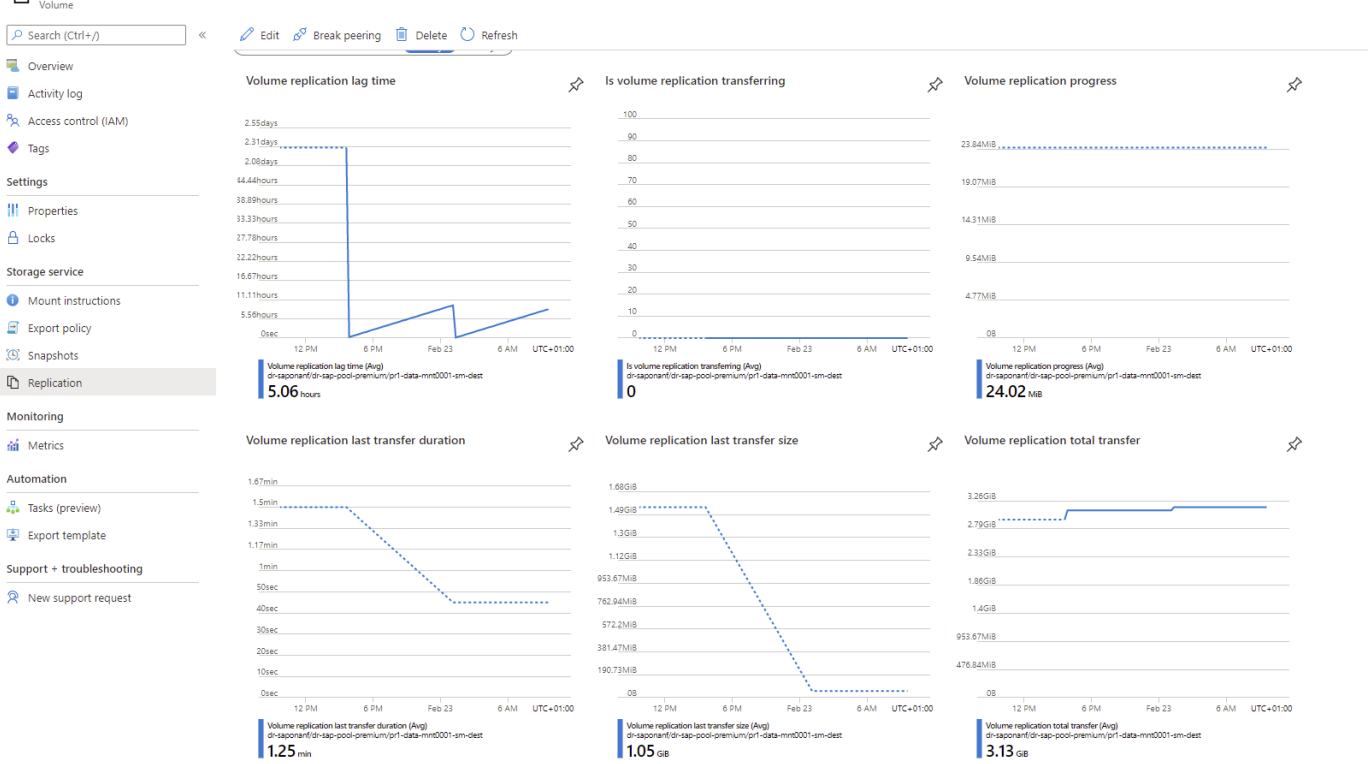 Volume
Search (Ctrl+/)
«
Edit
Break peering
Delete
Refresh
Overview
Activity log
Access control (IAM)
Tags
Settings
Properties
Locks
Storage service
Mount instructions
Export policy
Snapshots
Replication
Monitoring
Metrics
Automation
Tasks (preview)
Export template
Support + troubleshooting
New support request
Volume replication lag time
2.55days
2.31days
2.08days
44.44hours
38.89hours
33.33hours
27.78hours
22.22hours
16.67hours
11.11hours
5.56hours
0sec
12 PM 6 PM Feb 23 6 AM UTC+01:00
Volume replication lag time (Avg)
dr-saponanf/dr-sap-pool-premium/pr1-data-mnt0001-sm-dest
5.06 hours
Is volume replication transferring
100
90
80
70
60
50
40
30
20
10
0
12 PM 6 PM Feb 23 6 AM UTC+01:00
Is volume replication transferring (Avg)
dr-saponanf/dr-sap-pool-premium/pr1-data-mnt0001-sm-dest
0
Volume replication progress
23.84MiB
19.07MiB
14.31MiB
9.54MiB
4.77MiB
0B
12 PM 6 PM Feb 23 6 AM UTC+01:00
Volume replication progress (Avg)
dr-saponanf/dr-sap-pool-premium/pr1-data-mnt0001-sm-dest
24.02 MiB
Volume replication last transfer duration
1.67min
1.5min
1.33min
1.17min
1min
50sec
40sec
30sec
20sec
10sec
0sec
12 PM 6 PM Feb 23 6 AM UTC+01:00
Volume replication last transfer duration (Avg)
dr-saponanf/dr-sap-pool-premium/pr1-data-mnt0001-sm-dest
1.25 min
Volume replication last transfer size
1.68GiB
1.49GiB
1.3GiB
1.12GiB
953.67MiB
762.94MiB
572.2MiB
381.47MiB
190.73MiB
0B
12 PM 6 PM Feb 23 6 AM UTC+01:00
Volume replication last transfer size (Avg)
dr-saponanf/dr-sap-pool-premium/pr1-data-mnt0001-sm-dest
1.05 GiB
Volume replication total transfer
3.26GiB
2.79GiB
2.33GiB
1.86GiB
1.4GiB
953.67MiB
476.84MiB
0B
12 PM 6 PM Feb 23 6 AM UTC+01:00
Volume replication total transfer (Avg)
dr-saponanf/dr-sap-pool-premium/pr1-data-mnt0001-sm-dest
3.13 GiB